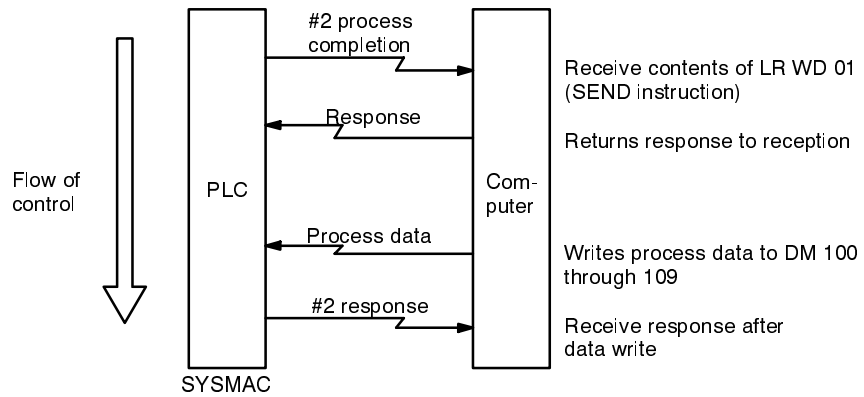 #2 process
completion
Receive contents of LR WD 01
(SEND instruction)
Response
Returns response to reception
Flow of
control
PLC
Com-
puter
Process data
Writes process data to DM 100
through 109
#2 response
Receive response after
data write
SYSMAC